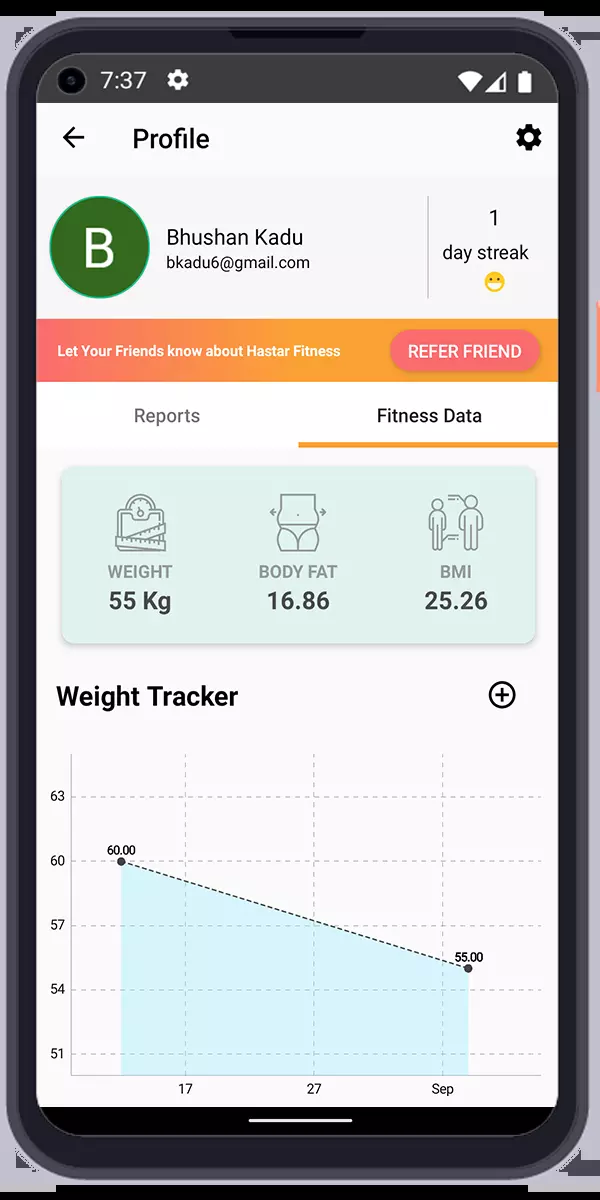 7:37
Profile
B
Bhushan Kadu
bkadu6@gmail.com
1
day streak
Let Your Friends know about Hastar Fitness
REFER FRIEND
Reports
Fitness Data
WEIGHT
55 Kg
BODY FAT
16.86
BMI
25.26
Weight Tracker
63
60
57
54
51
60.00
55.00
17
27
Sep